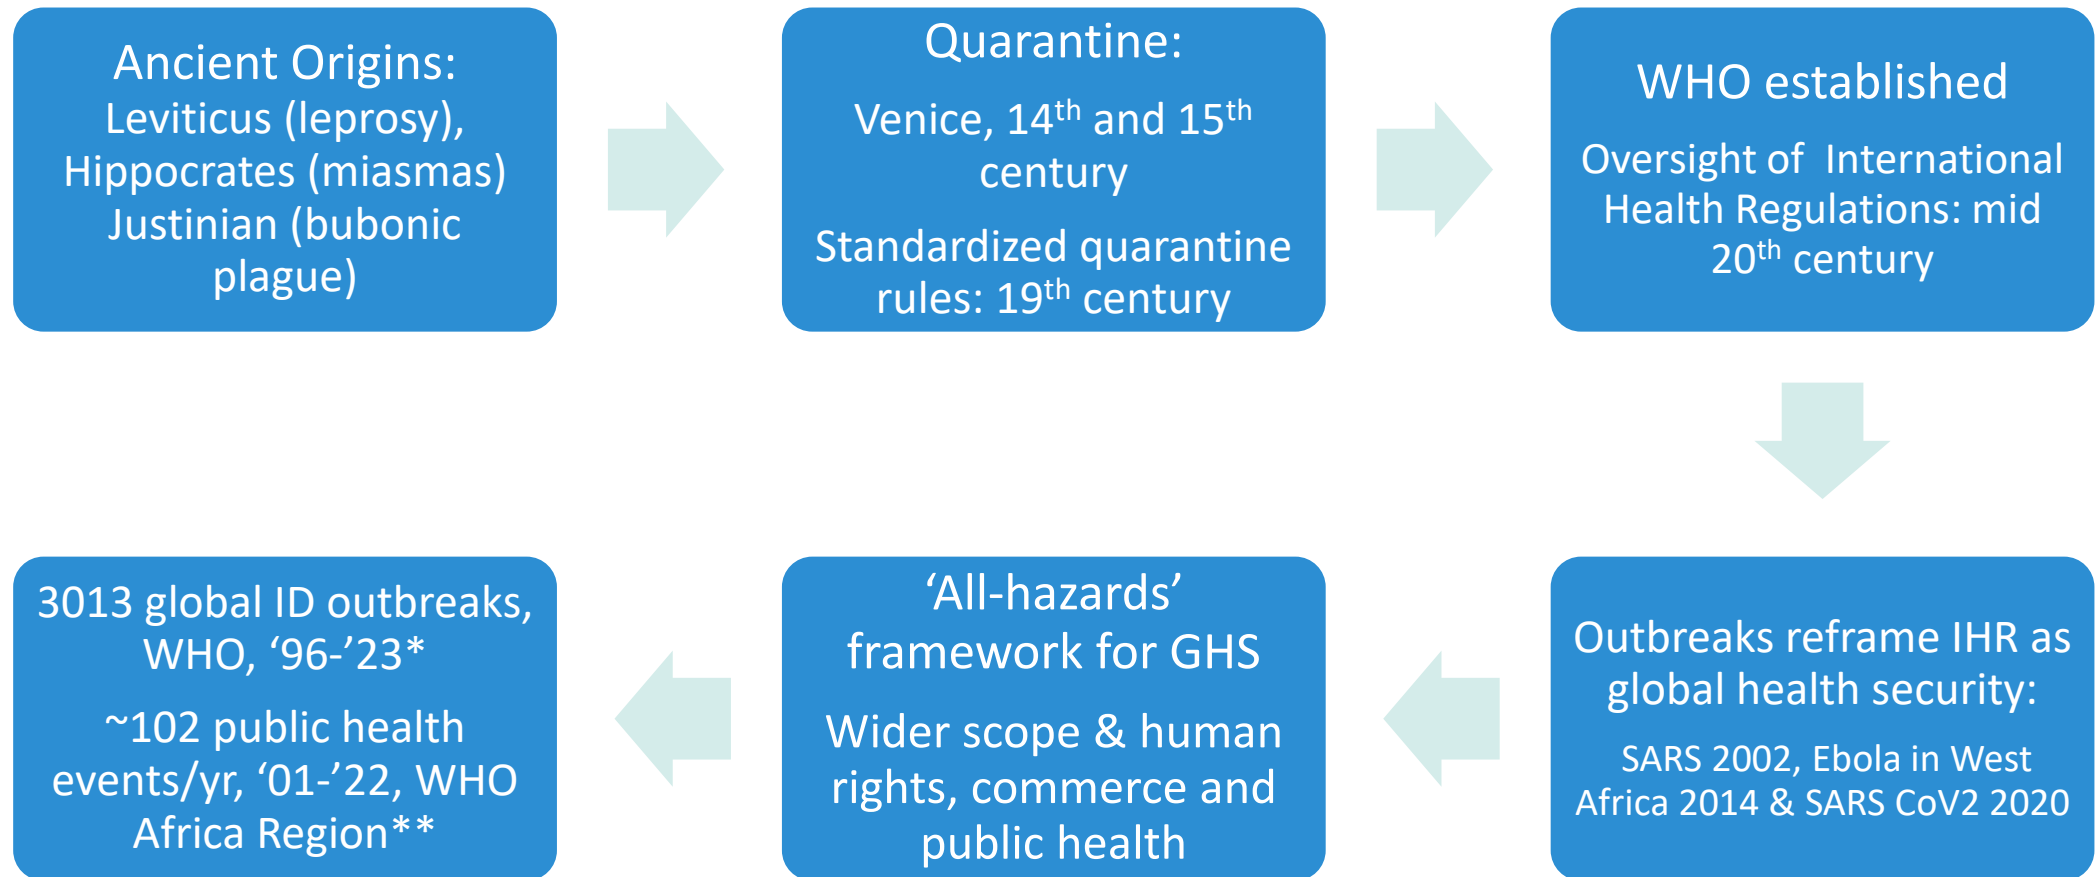 Ancient Origins:
Leviticus (leprosy),
Hippocrates (miasmas)
Justinian (bubonic
plague)
Quarantine:
Venice, 14th and 15th
century
Standardized quarantine
rules: 19th century
WHO established
Oversight of  International
Health Regulations: mid
20th century
Outbreaks reframe IHR as
global health security:
SARS 2002, Ebola in West
Africa 2014 & SARS CoV2 2020
‘All-hazards’
framework for GHS
Wider scope & human
rights, commerce and
public health
3013 global ID outbreaks,
WHO, ‘96-’23*
~102 public health
events/yr, ‘01-’22, WHO
Africa Region**